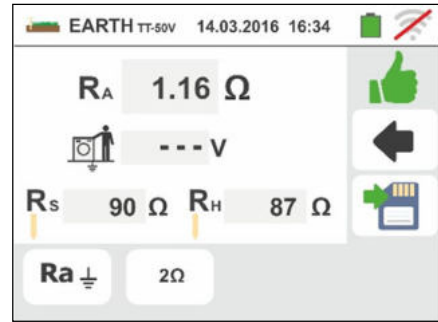 EARTH TT-50V 14.03.2016 16:34
RA 1.16 Ω
--- V
RS 90 Ω RH 87 Ω
Ra ⏚ 2Ω